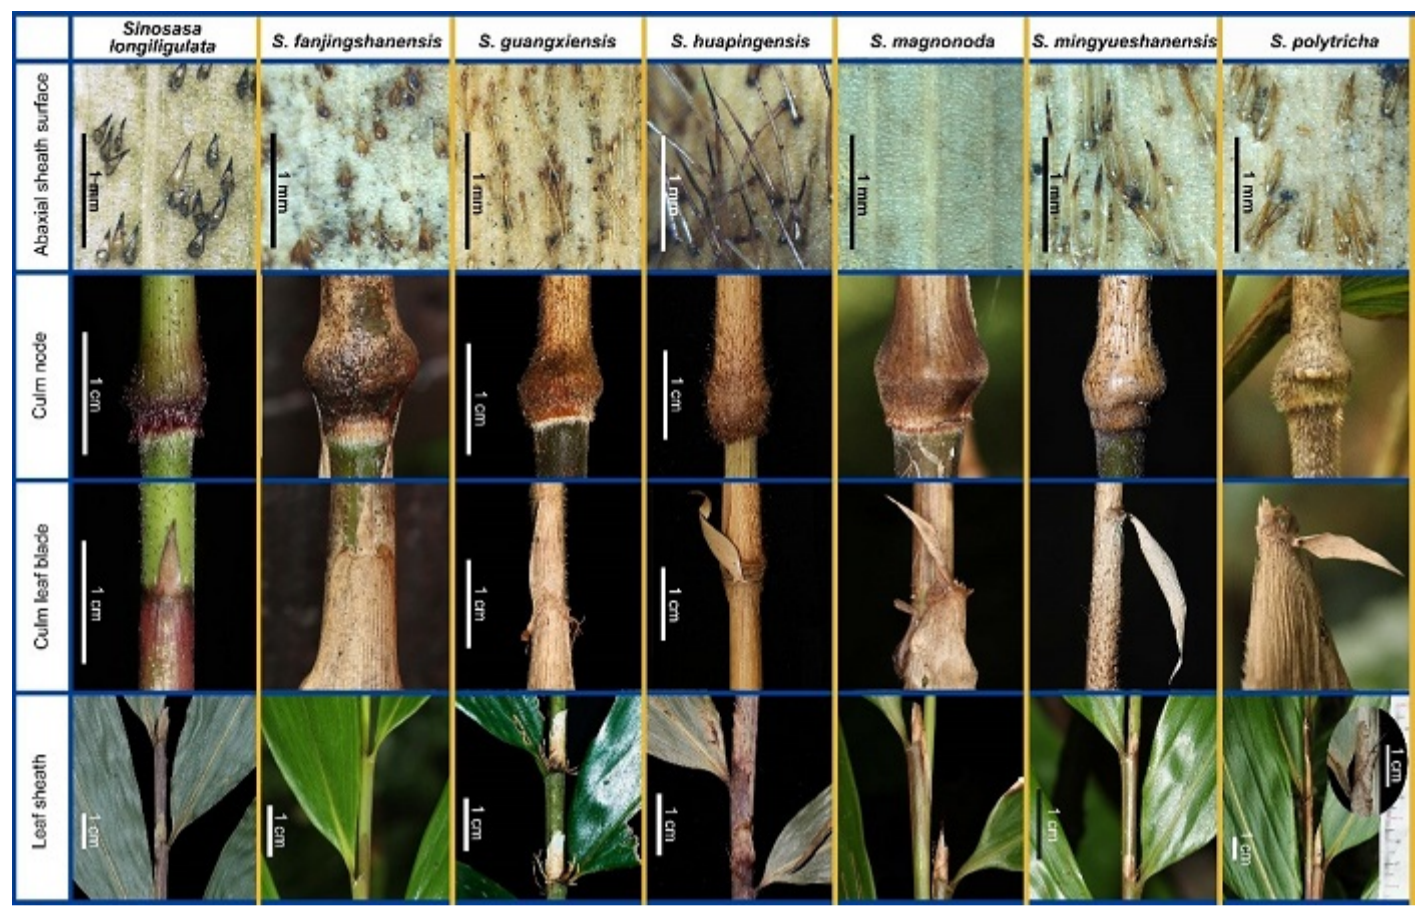 Sinosasa
longiligulata
S. fanjingshanensis
S. guangxiensis
S. huapingensis
S. magnonoda
S. mingyueshanensis
S. polytricha
Abaxial sheath surface
1 mm
1 mm
1 mm
1 mm
1 mm
1 mm
1 mm
Culm node
1 cm
1 cm
1 cm
Culm leaf blade
1 cm
1 cm
1 cm
Leaf sheath
1 cm
1 cm
1 cm
1 cm
1 cm
1 cm
1 cm